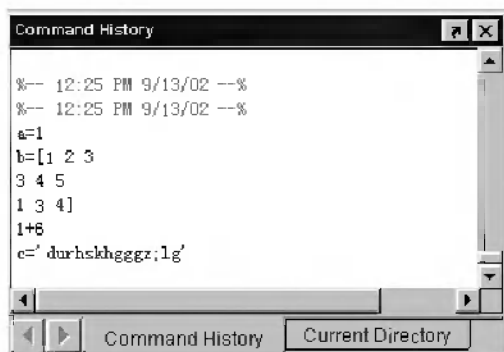 Command History
%-- 12:25 PM 9/13/02 --%
%-- 12:25 PM 9/13/02 --%
a=1
b=[1 2 3
3 4 5
1 3 4]
1+6
c='durhskhgggz;lg'
Command History Current Directory